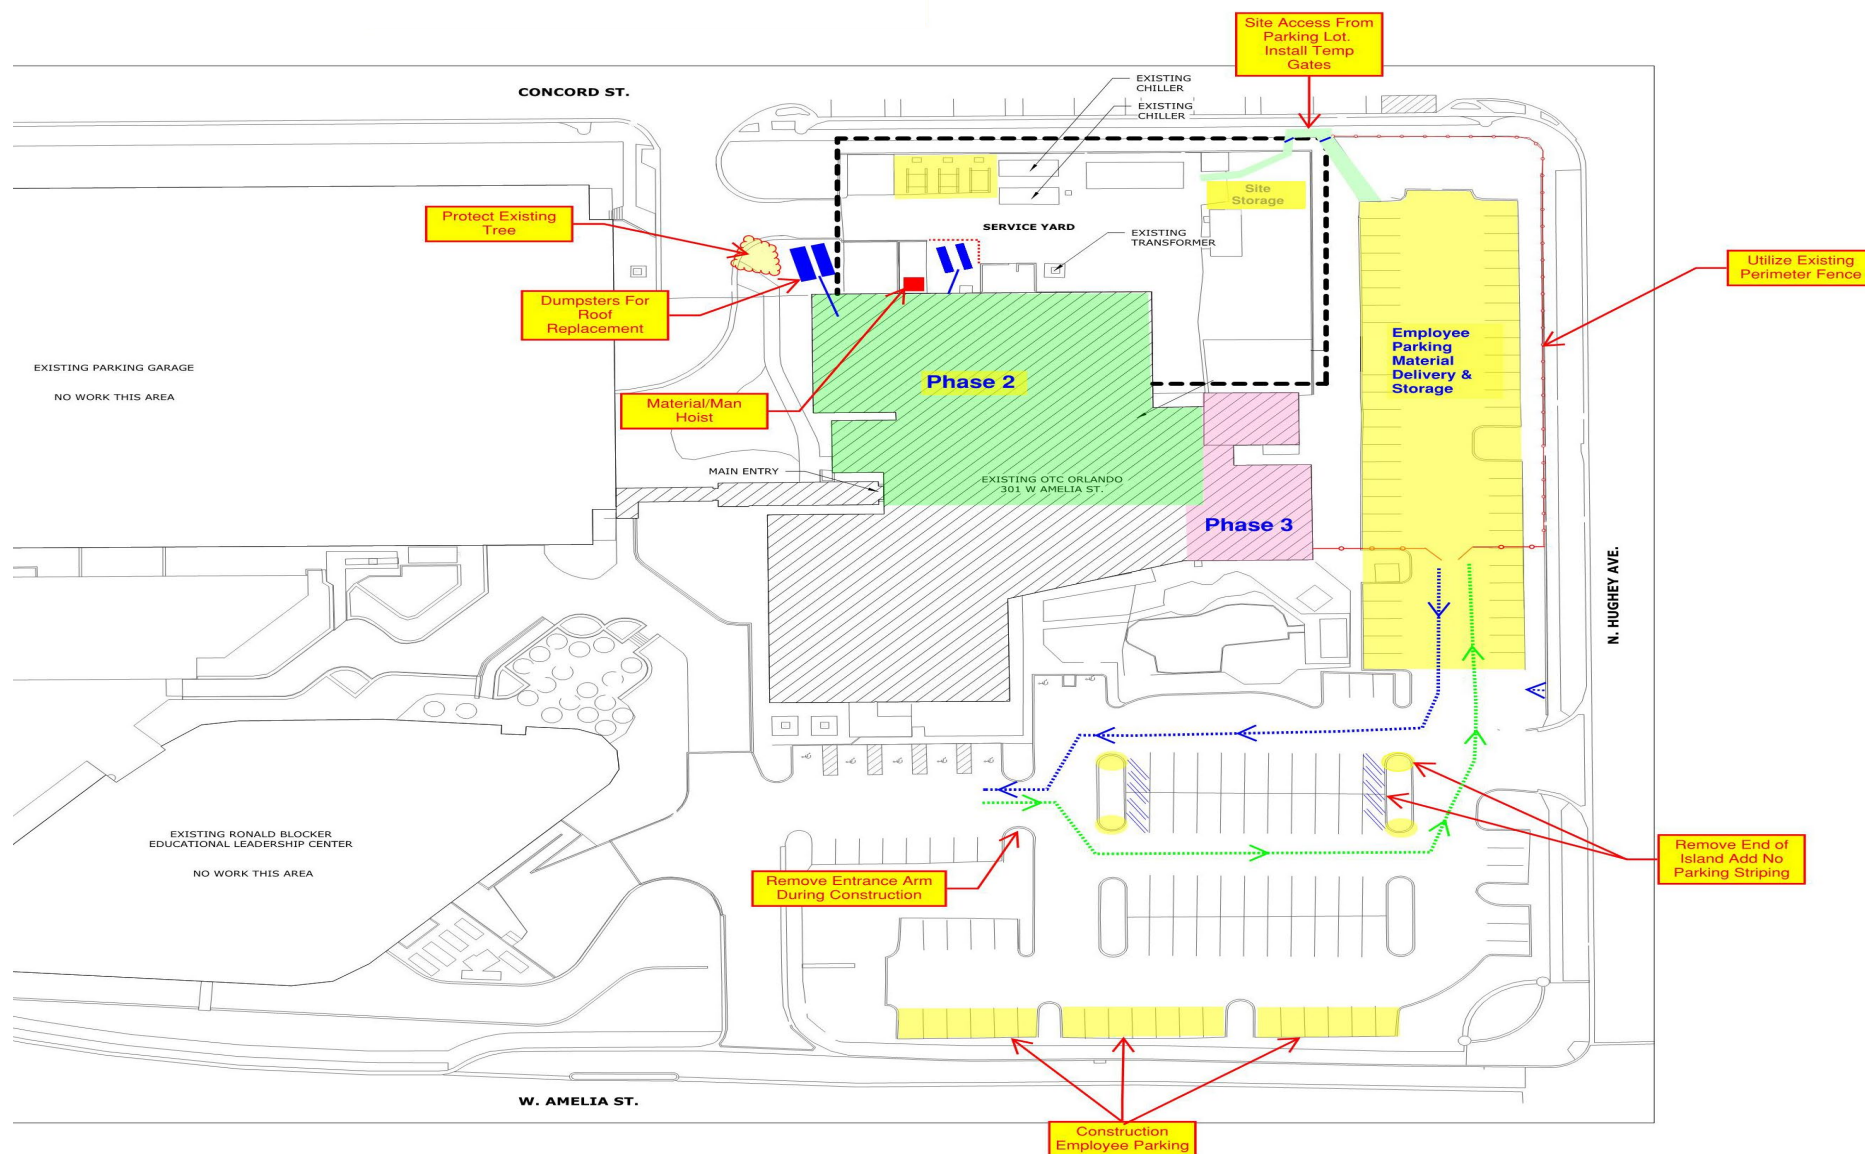 Site Access From
Parking Lot.
Install Temp
Gates
CONCORD ST.
EXISTING
CHILLER
EXISTING
CHILLER
Protect Existing
Tree
Site
Storage
SERVICE YARD
EXISTING
TRANSFORMER
Utilize Existing
Perimeter Fence
Dumpsters For
Roof
Replacement
EXISTING PARKING GARAGE
NO WORK THIS AREA
Employee
Parking
Material
Delivery &
Storage
Phase 2
Material/Man
Hoist
MAIN ENTRY
EXISTING OTC ORLANDO
301 W AMELIA ST.
Phase 3
N. HUGHEY AVE.
EXISTING RONALD BLOCKER
EDUCATIONAL LEADERSHIP CENTER
NO WORK THIS AREA
Remove Entrance Arm
During Construction
Remove End of
Island Add No
Parking Striping
W. AMELIA ST.
Construction
Employee Parking